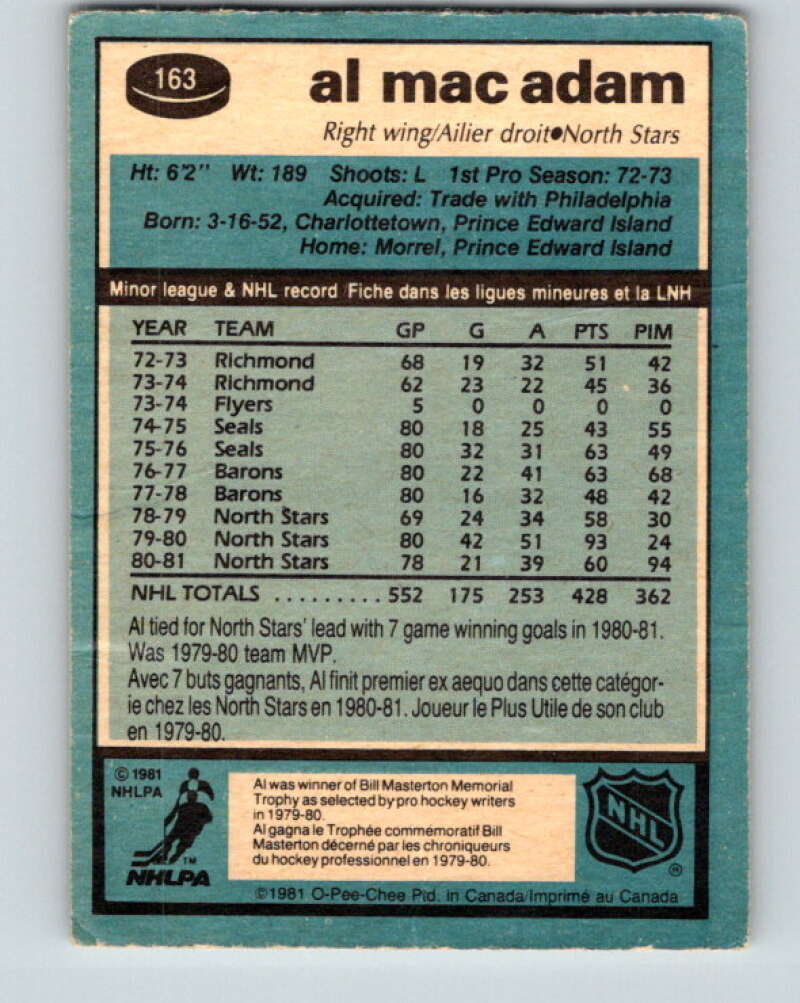 163
al mac adam
Right wing/Ailier droit●North Stars
Ht: 6'2" Wt: 189 Shoots: L 1st Pro Season: 72-73
Acquired: Trade with Philadelphia
Born: 3-16-52, Charlottetown, Prince Edward Island
Home: Morrel, Prince Edward Island
Minor league & NHL record Fiche dans les ligues mineures et la LNH
YEAR TEAM GP G A PTS PIM
72-73 Richmond 68 19 32 51 42
73-74 Richmond 62 23 22 45 36
73-74 Flyers 5 0 0 0 0
74-75 Seals 80 18 25 43 55
75-76 Seals 80 32 31 63 49
76-77 Barons 80 22 41 63 68
77-78 Barons 80 16 32 48 42
78-79 North Stars 69 24 34 58 30
79-80 North Stars 80 42 51 93 24
80-81 North Stars 78 21 39 60 94
NHL TOTALS ......... 552 175 253 428 362
Al tied for North Stars' lead with 7 game winning goals in 1980-81.
Was 1979-80 team MVP.
Avec 7 buts gagnants, Al finit premier ex aequo dans cette catégor-
ie chez les North Stars en 1980-81. Joueur le Plus Utile de son club
en 1979-80.
© 1981
NHLPA
TM
NHLPA
Al was winner of Bill Masterton Memorial
Trophy as selected by pro hockey writers
in 1979-80.
Al gagna le Trophée commémoratif Bill
Masterton décerné par les chroniqueurs
du hockey professionnel en 1979-80.
NHL
®
©1981 O-Pee-Chee Ptd. in Canada/Imprimé au Canada